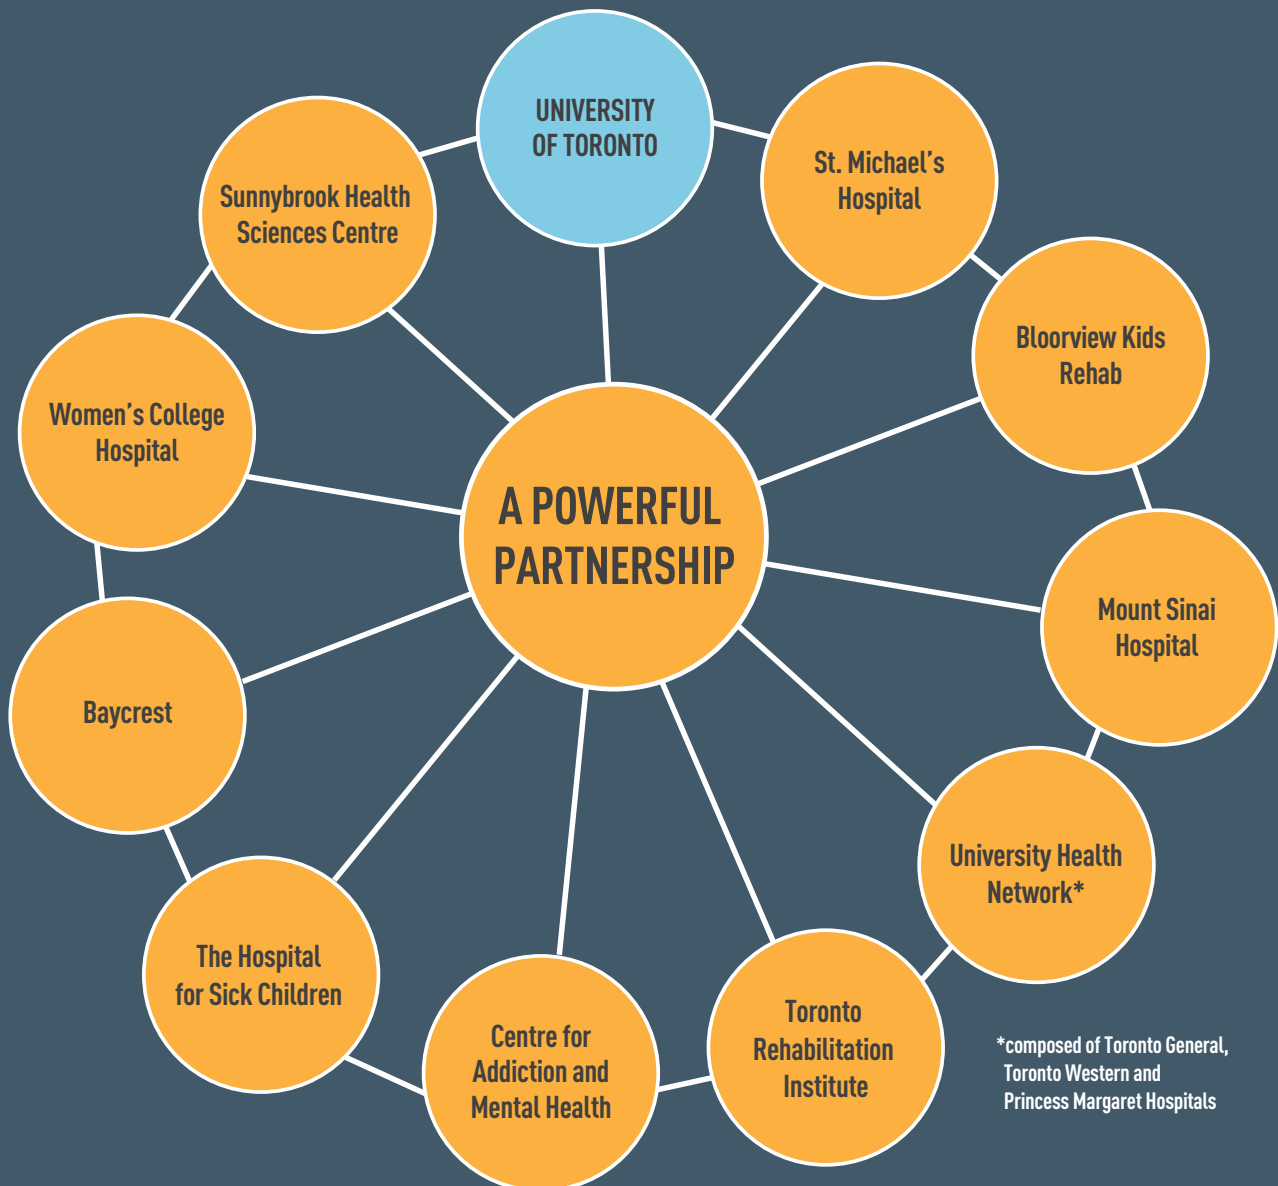 UNIVERSITY
OF TORONTO
St. Michael's
Hospital
Bloorview Kids
Rehab
Mount Sinai
Hospital
University Health
Network*
Toronto
Rehabilitation
Institute
Centre for
Addiction and
Mental Health
The Hospital
for Sick Children
Baycrest
Women's College
Hospital
Sunnybrook Health
Sciences Centre
A POWERFUL
PARTNERSHIP
*composed of Toronto General,
Toronto Western and
Princess Margaret Hospitals